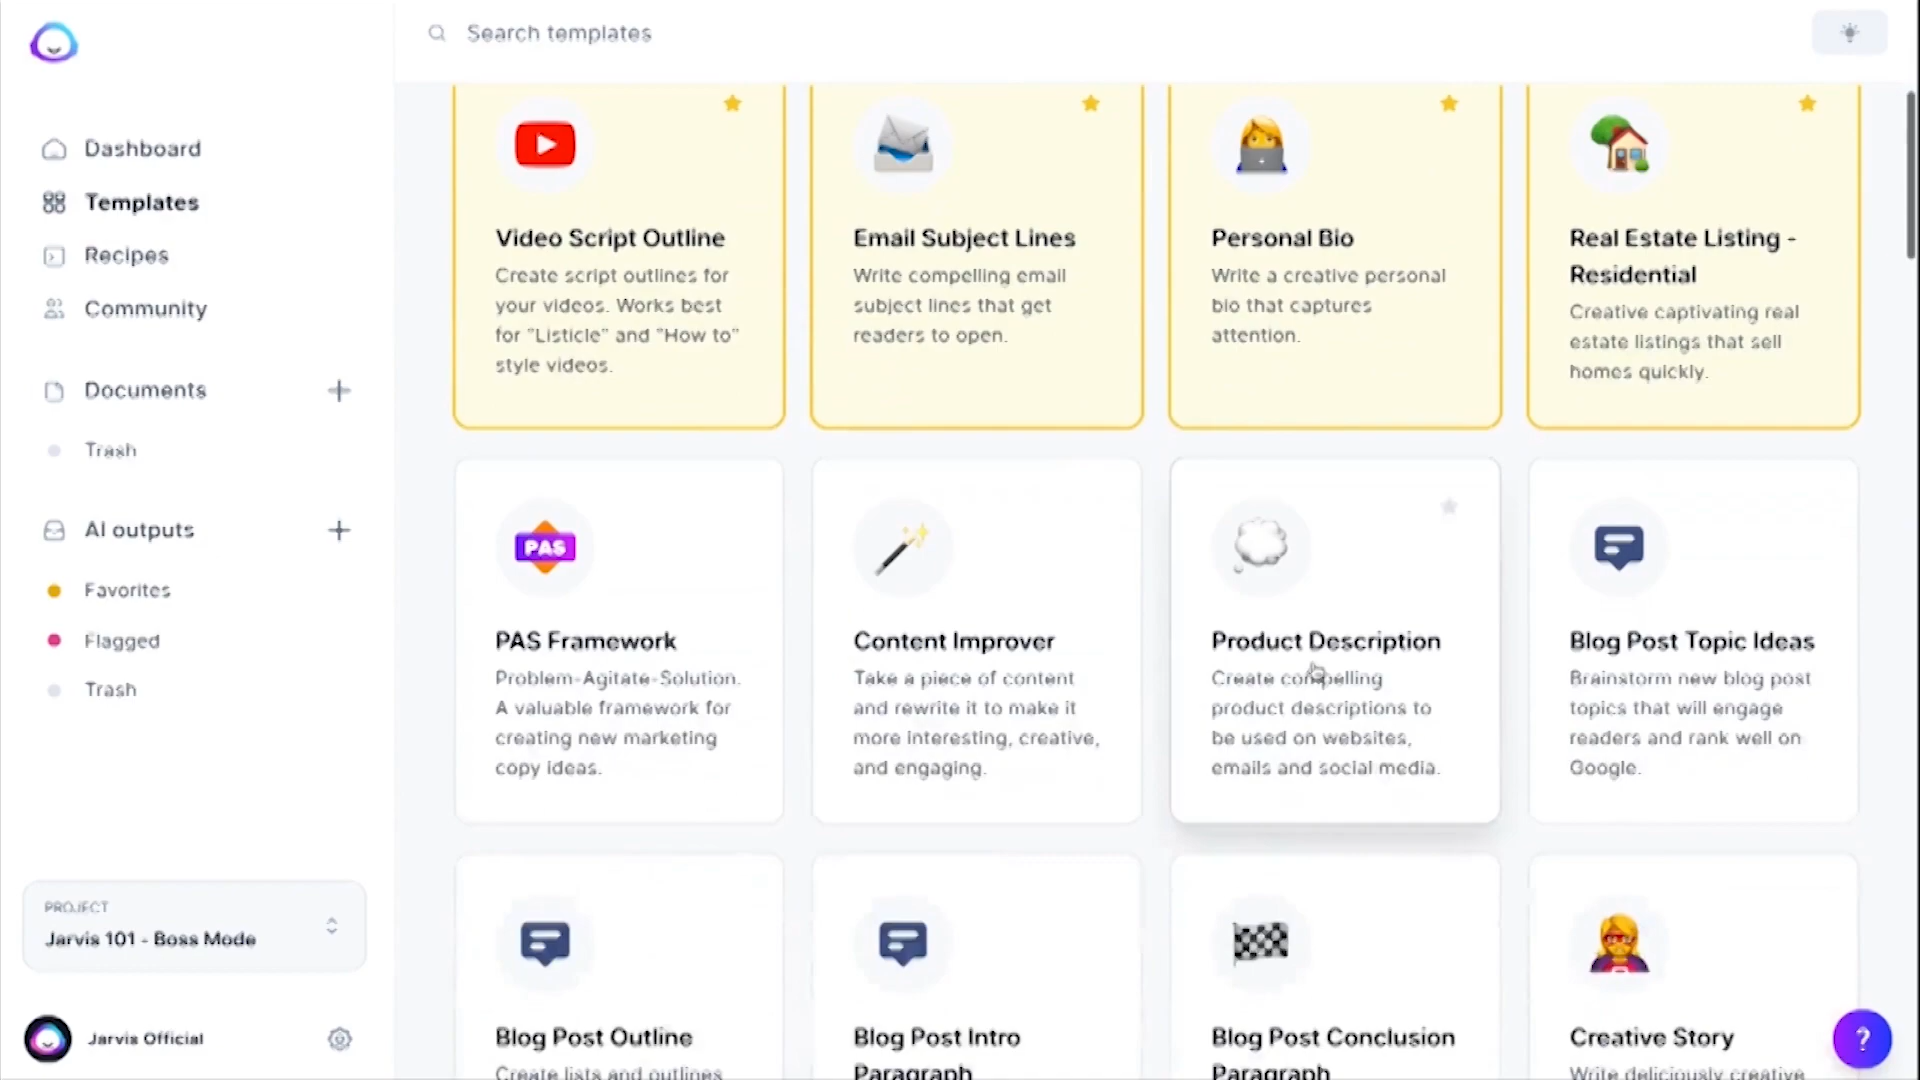 Search templates
Dashboard
Templates
Recipes
Community
Documents
Trash
AI outputs
Favorites
Flagged
Trash
PROJECT
Jarvis 101 - Boss Mode
Jarvis Official
Video Script Outline
Create script outlines for
your videos. Works best
for "Listicle" and "How to"
style videos.
Email Subject Lines
Write compelling email
subject lines that get
readers to open.
Personal Bio
Write a creative personal
bio that captures
attention.
Real Estate Listing -
Residential
Creative captivating real
estate listings that sell
homes quickly.
PAS
PAS Framework
Problem-Agitate-Solution.
A valuable framework for
creating new marketing
copy ideas.
Content Improver
Take a piece of content
and rewrite it to make it
more interesting, creative,
and engaging.
Product Description
Create compelling
product descriptions to
be used on websites,
emails and social media.
Blog Post Topic Ideas
Brainstorm new blog post
topics that will engage
readers and rank well on
Google.
Blog Post Outline
Create lists and outlines
Blog Post Intro
Paragraph
Blog Post Conclusion
Paragraph
Creative Story
Write deliciously creative
?